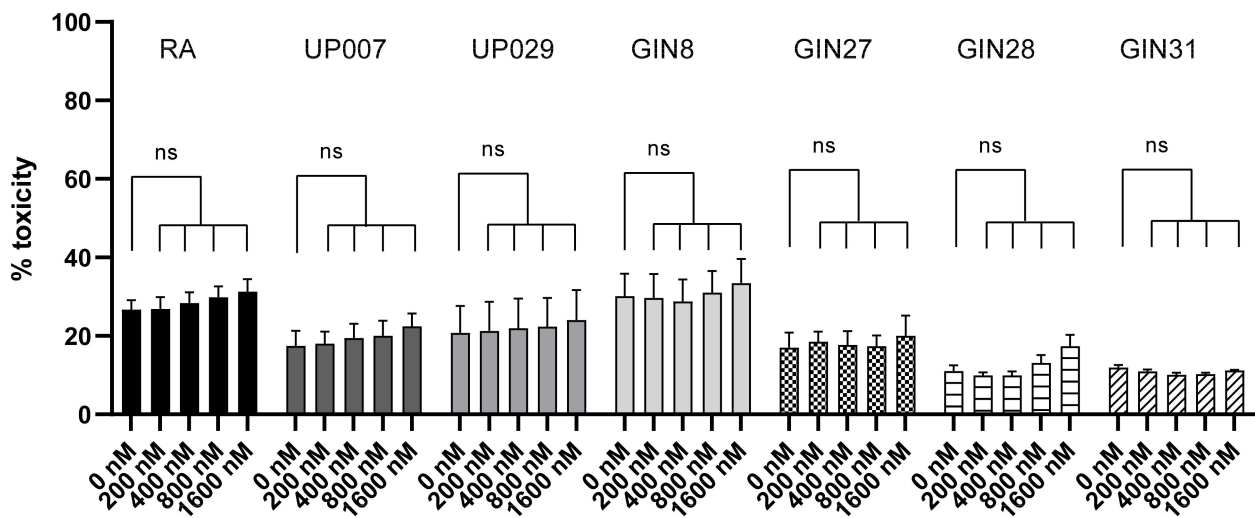 % toxicity
100
80
60
40
20
0
RA UP007 UP029 GIN8 GIN27 GIN28 GIN31
ns ns ns ns ns ns ns
0 nM 200 nM 400 nM 800 nM 1600 nM 0 nM 200 nM 400 nM 800 nM 1600 nM 0 nM 200 nM 400 nM 800 nM 1600 nM 0 nM 200 nM 400 nM 800 nM 1600 nM 0 nM 200 nM 400 nM 800 nM 1600 nM 0 nM 200 nM 400 nM 800 nM 1600 nM 0 nM 200 nM 400 nM 800 nM 1600 nM